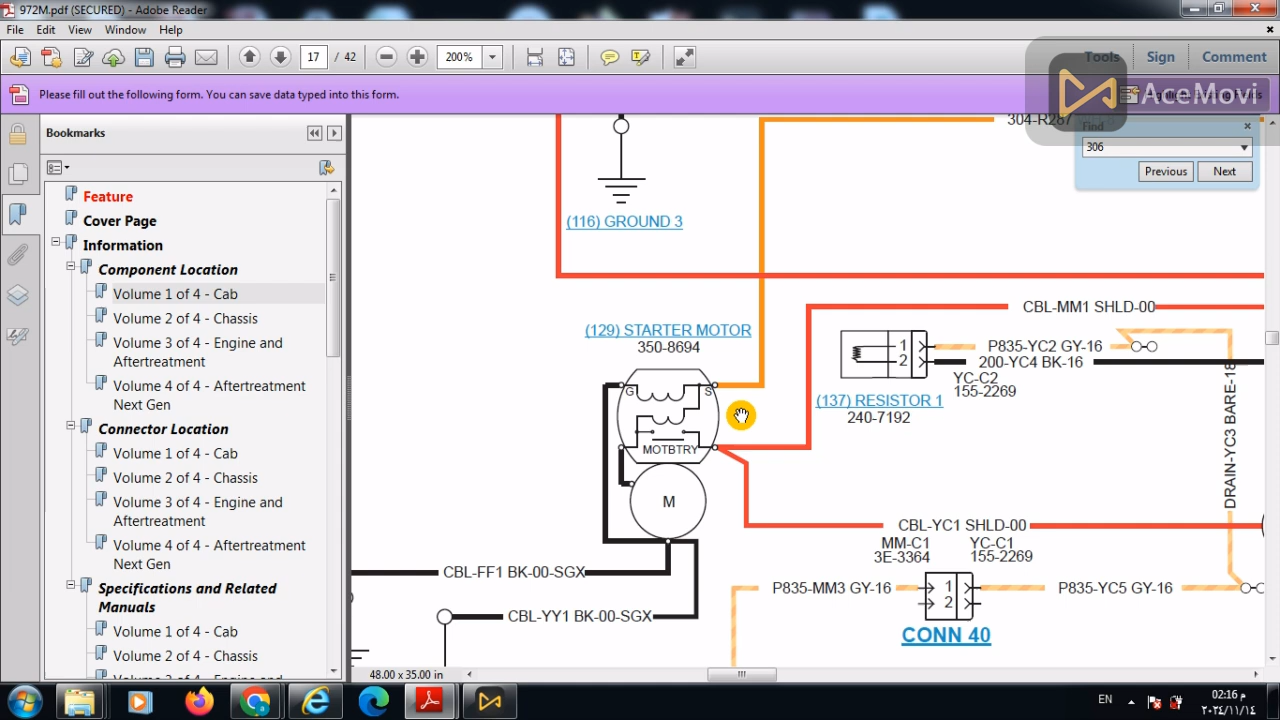 972M.pdf (SECURED) - Adobe Reader
File Edit View Window Help
17 / 42
200%
Tools Sign Comment
Please fill out the following form. You can save data typed into this form.
AceMovi
Bookmarks
Feature
Cover Page
Information
Component Location
Volume 1 of 4 - Cab
Volume 2 of 4 - Chassis
Volume 3 of 4 - Engine and
Aftertreatment
Volume 4 of 4 - Aftertreatment
Next Gen
Connector Location
Volume 1 of 4 - Cab
Volume 2 of 4 - Chassis
Volume 3 of 4 - Engine and
Aftertreatment
Volume 4 of 4 - Aftertreatment
Next Gen
Specifications and Related
Manuals
Volume 1 of 4 - Cab
Volume 2 of 4 - Chassis
Find
306
Previous Next
304-R287
(116) GROUND 3
CBL-MM1 SHLD-00
(129) STARTER MOTOR
350-8694
G S
MOTBTRY
M
1
2
P835-YC2 GY-16
200-YC4 BK-16
YC-C2
155-2269
(137) RESISTOR 1
240-7192
DRAIN-YC3 BARE-18
CBL-YC1 SHLD-00
MM-C1 YC-C1
3E-3364 155-2269
CBL-FF1 BK-00-SGX
P835-MM3 GY-16
1
2
P835-YC5 GY-16
CBL-YY1 BK-00-SGX
CONN 40
48.00 x 35.00 in
EN
02:16 م
٢٠٢٤/١١/١٤